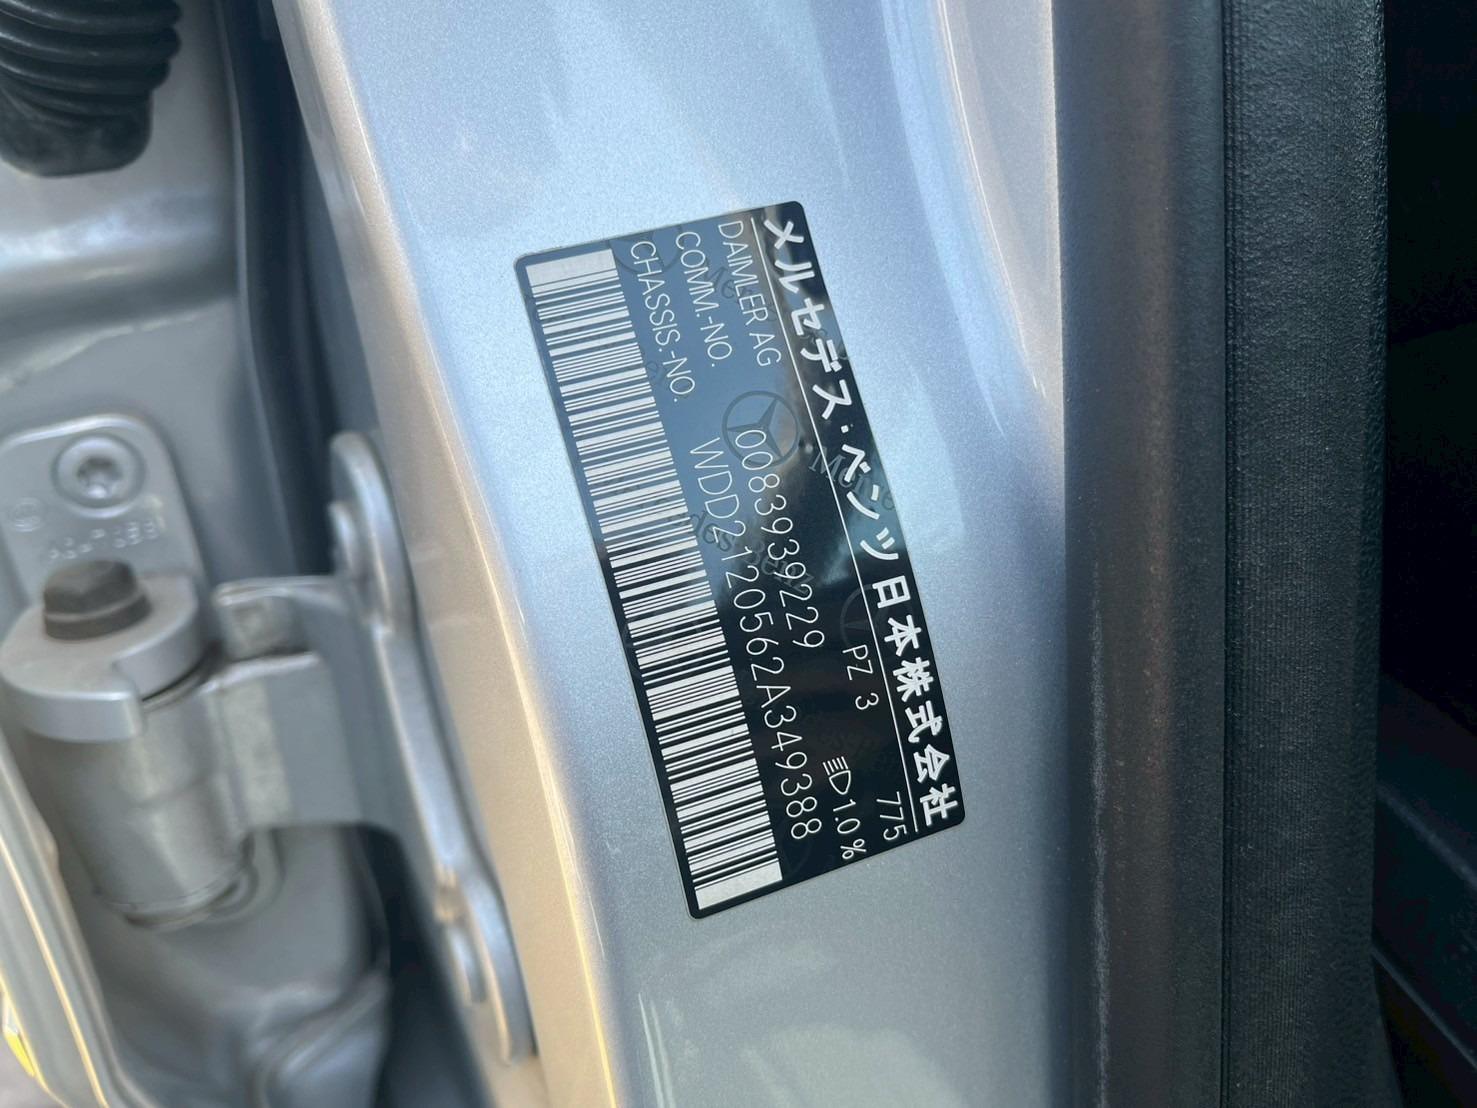 メルセデス・ベンツ日本株式会社
DAIMLER AG 775
COMM.-NO. 0083939229 PZ 3 1.0 %
CHASSIS.-NO. WDD2120562A349388